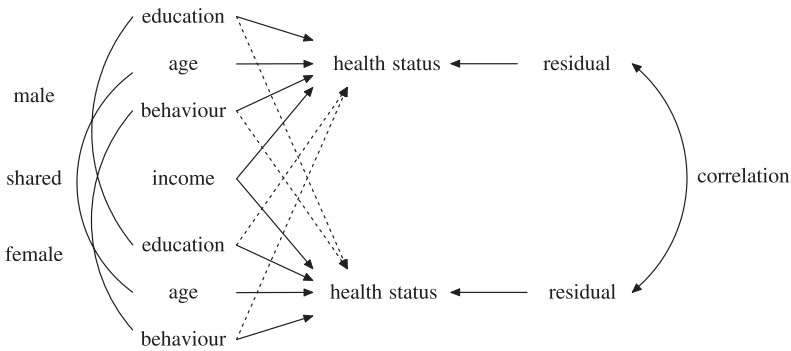 education
age
health status
residual
male
behaviour
shared
income
correlation
female
education
age
health status
residual
behaviour